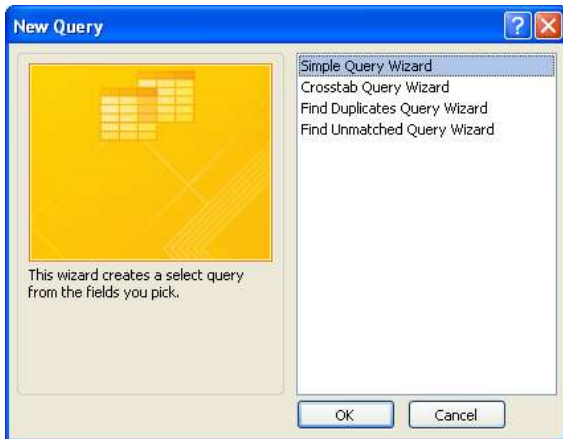 New Query
This wizard creates a select query
from the fields you pick.
Simple Query Wizard
Crosstab Query Wizard
Find Duplicates Query Wizard
Find Unmatched Query Wizard
OK
Cancel